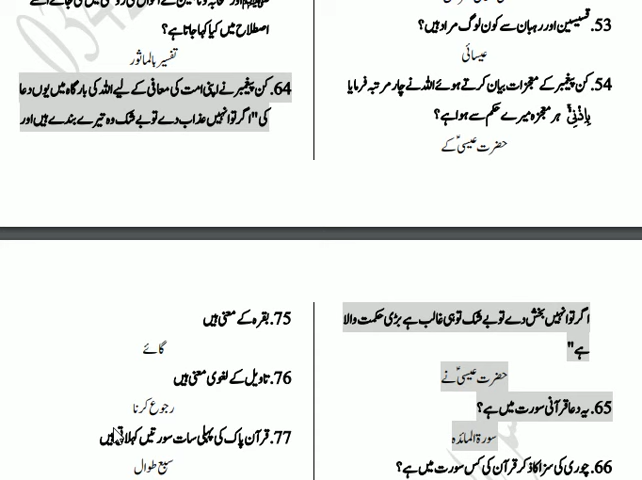 53. قسیسین اور رہبان سے کون لوگ مراد ہیں؟
عیسائی
54. کن پیغمبر کے معجزات بیان کرتے ہوئے اللہ نے چار مرتبہ فرمایا
بِاِذْنِیْ ہر معجزہ میرے حکم سے ہوا ہے؟
حضرت عیسیٰؑ کے
اصطلاح میں کیا کہا جاتا ہے؟
تفسیر بالماثور
64. کن پیغمبر نے اپنی امت کی معافی کے لیے اللہ کی بارگاہ میں یوں دعا
کی "اگر تو انہیں عذاب دے تو بے شک وہ تیرے بندے ہیں اور
اگر تو انہیں بخش دے تو بے شک تو ہی غالب ہے بڑی حکمت والا
ہے"
حضرت عیسیٰؑ نے
65. یہ دعا قرآنی سورت میں ہے؟
سورۃ المائدہ
66. چوری کی سزا کا ذکر قرآن کی کس سورت میں ہے؟
75. بقرہ کے معنی ہیں
گائے
76. تاویل کے لغوی معنی ہیں
رجوع کرنا
77. قرآن پاک کی پہلی سات سورتیں کہلاتی ہیں
سبع طوال